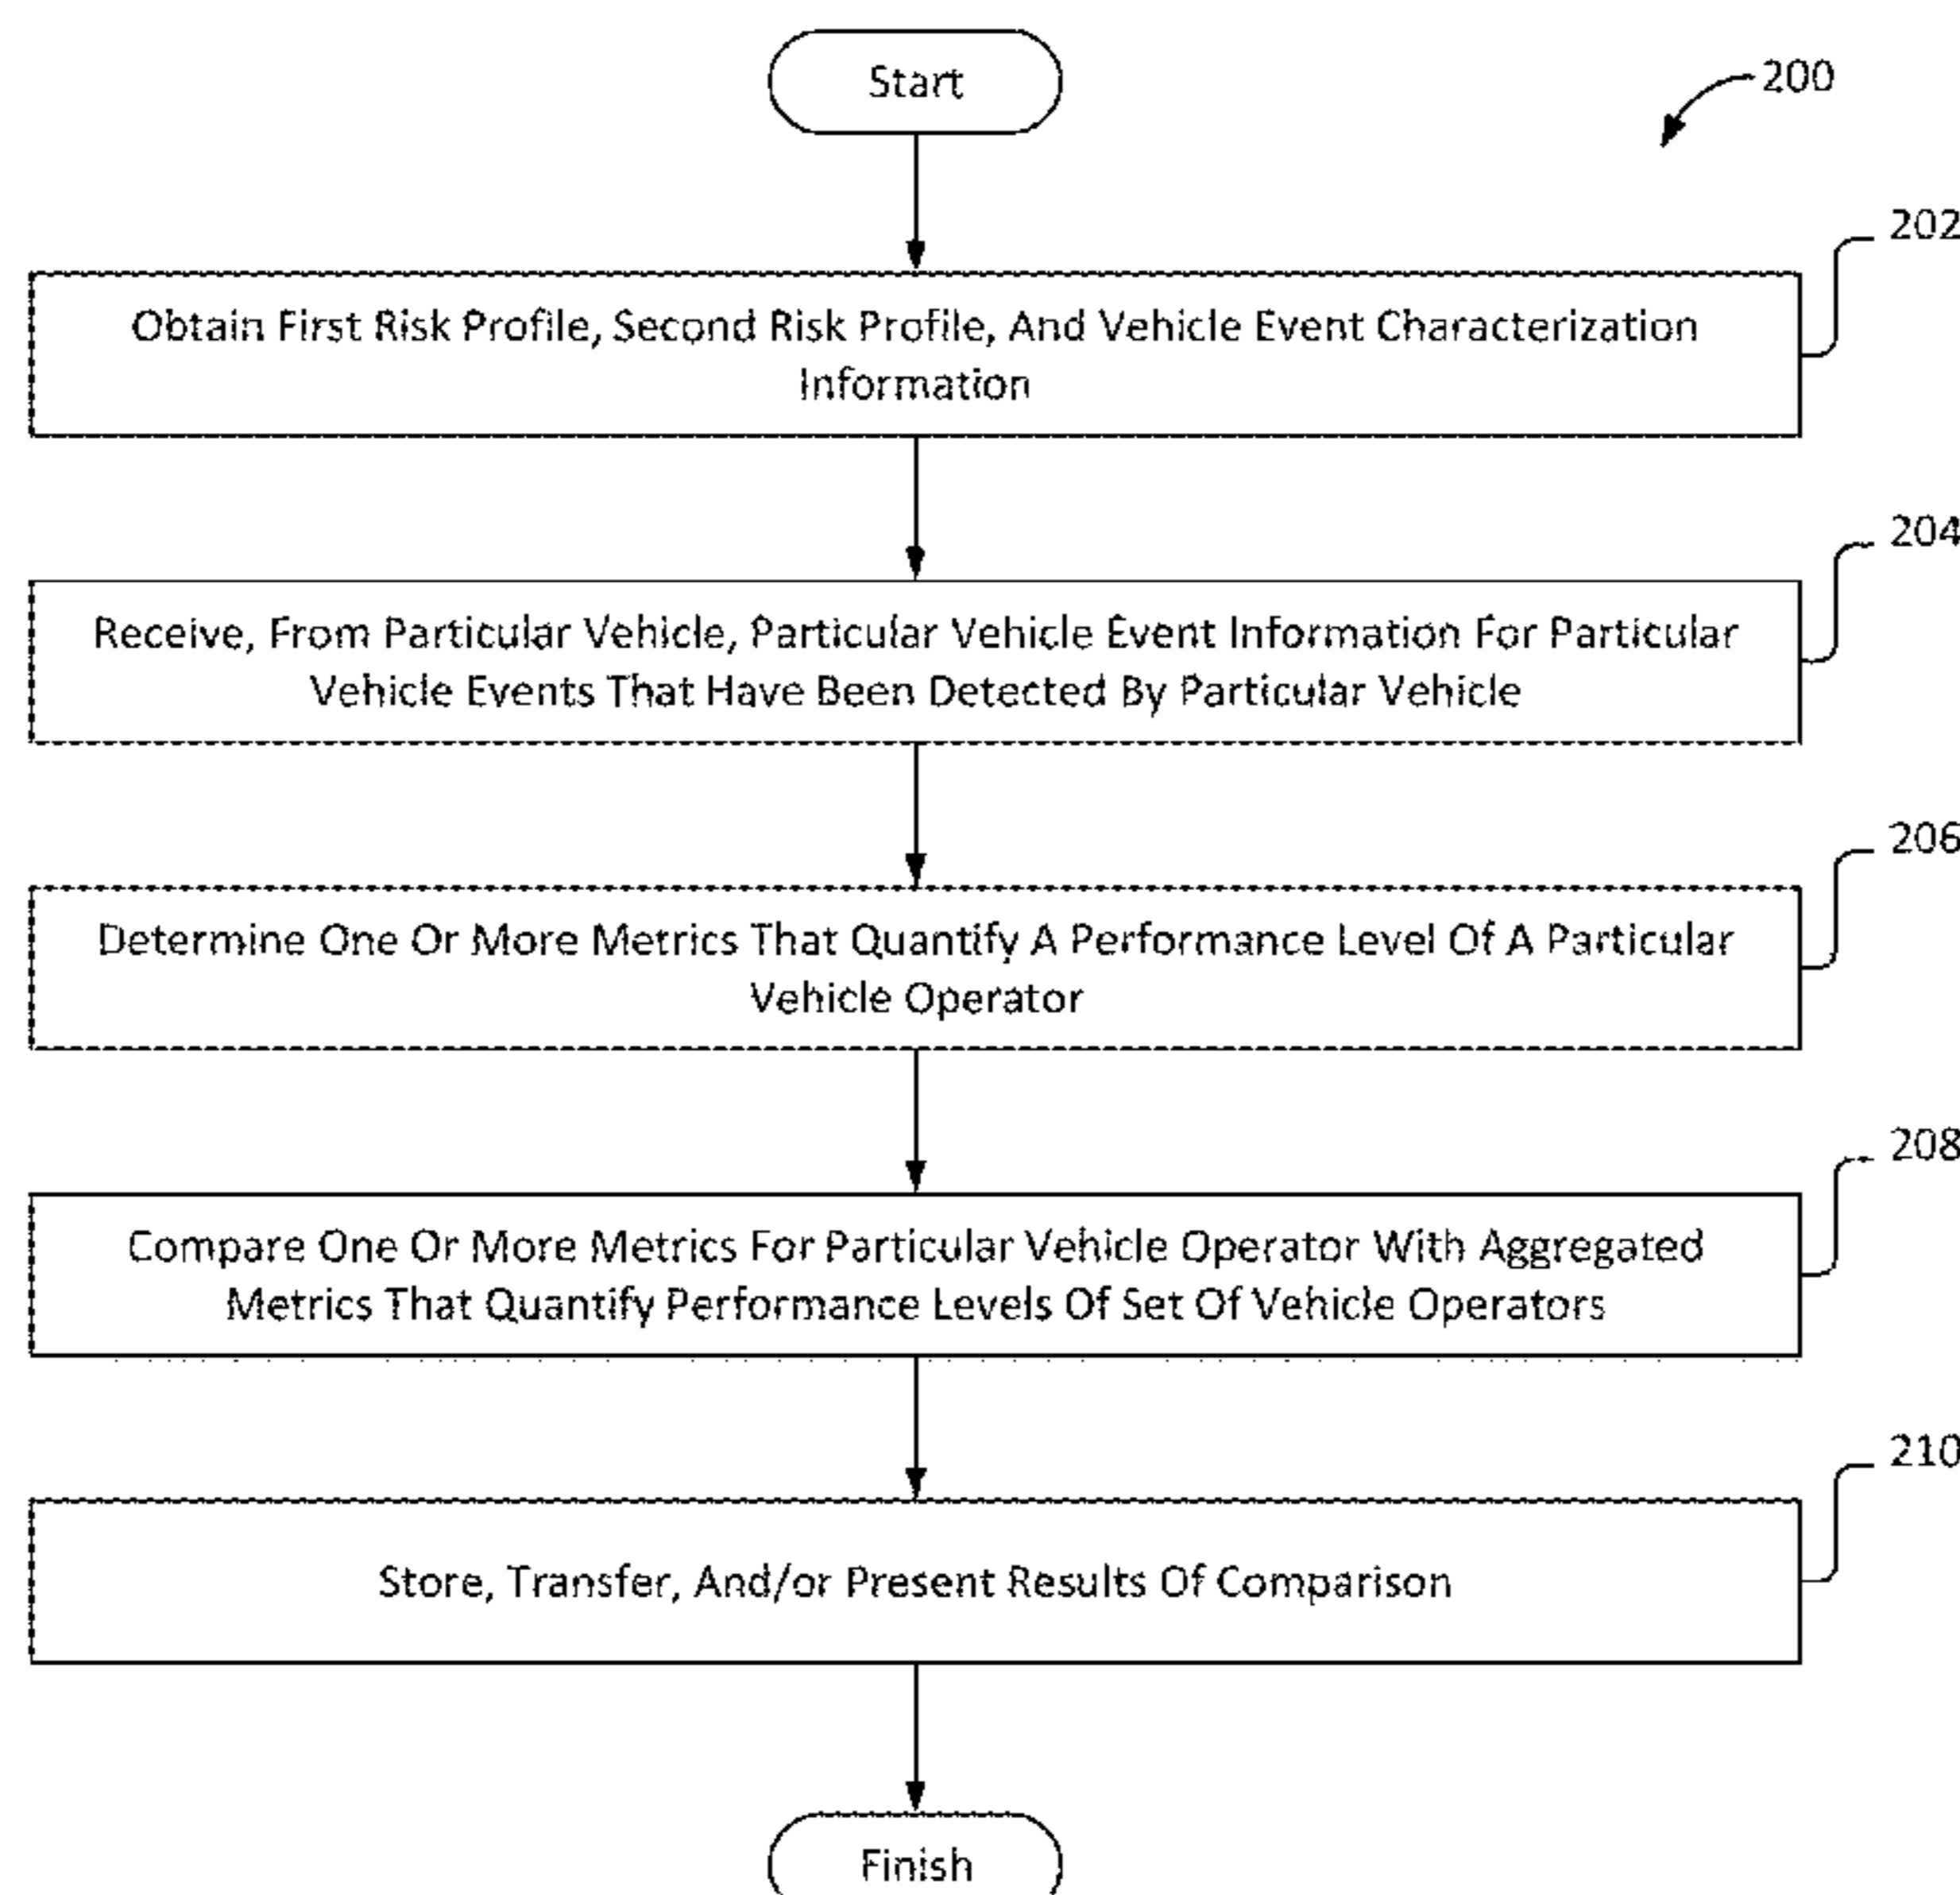 Start
200
202
Obtain First Risk Profile, Second Risk Profile, And Vehicle Event Characterization
Information
204
Receive, From Particular Vehicle, Particular Vehicle Event Information For Particular
Vehicle Events That Have Been Detected By Particular Vehicle
206
Determine One Or More Metrics That Quantify A Performance Level Of A Particular
Vehicle Operator
208
Compare One Or More Metrics For Particular Vehicle Operator With Aggregated
Metrics That Quantify Performance Levels Of Set Of Vehicle Operators
210
Store, Transfer, And/or Present Results Of Comparison
Finish